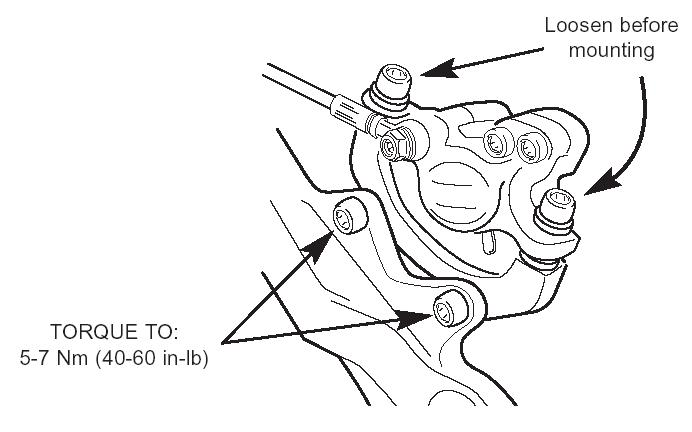 Loosen before
mounting
TORQUE TO:
5-7 Nm (40-60 in-lb)